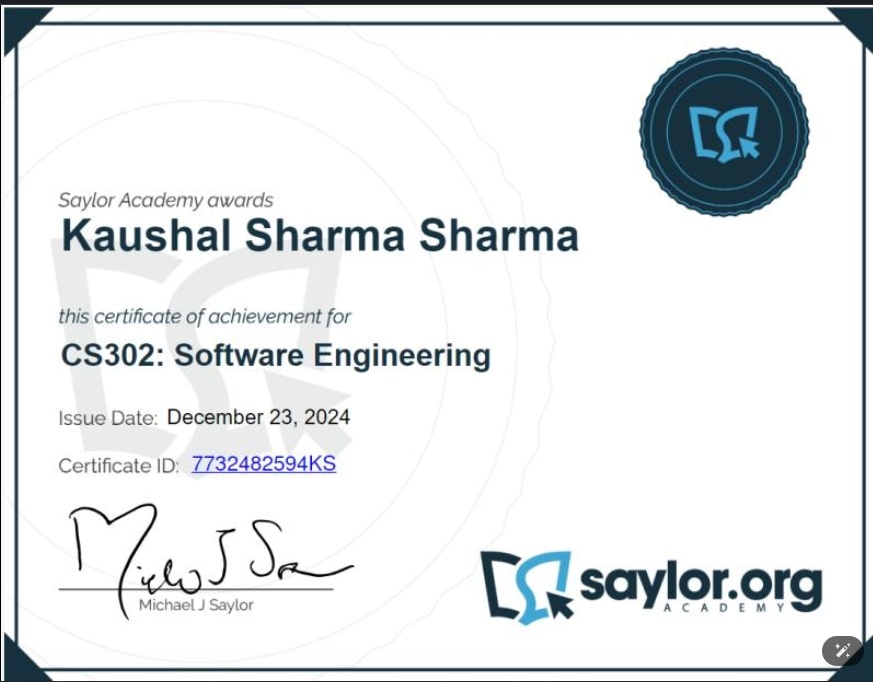 Saylor Academy awards
Kaushal Sharma Sharma
this certificate of achievement for
CS302: Software Engineering
Issue Date: December 23, 2024
Certificate ID: 7732482594KS
Michael J Saylor
saylor.org
ACADEMY